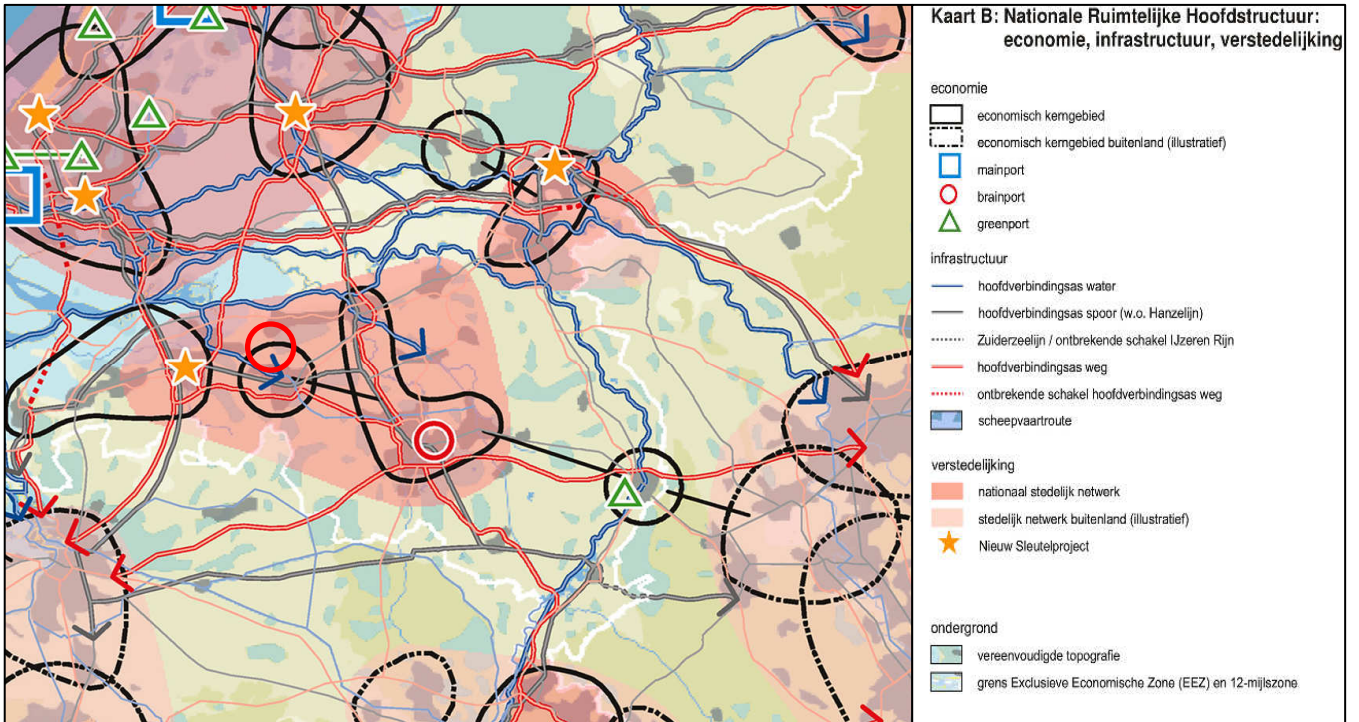 Kaart B: Nationale Ruimtelijke Hoofdstructuur:
economie, infrastructuur, verstedelijking
economie
economisch kerngebied
economisch kerngebied buitenland (illustratief)
mainport
brainport
greenport
infrastructuur
hoofdverbindingsas water
hoofdverbindingsas spoor (w.o. Hanzelijn)
Zuiderzeelijn / ontbrekende schakel IJzeren Rijn
hoofdverbindingsas weg
ontbrekende schakel hoofdverbindingsas weg
scheepvaartroute
verstedelijking
nationaal stedelijk netwerk
stedelijk netwerk buitenland (illustratief)
Nieuw Sleutelproject
ondergrond
vereenvoudigde topografie
grens Exclusieve Economische Zone (EEZ) en 12-mijlszone